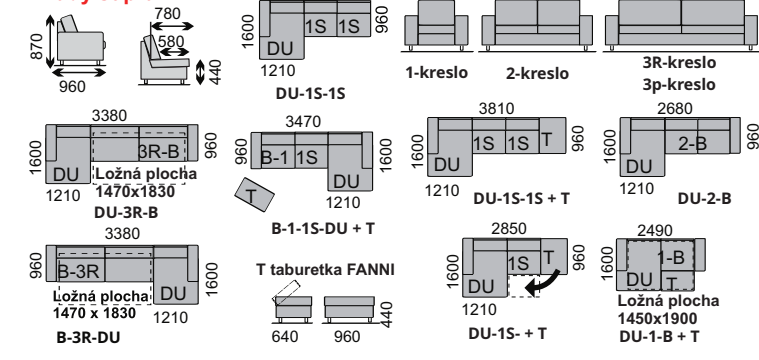 780
870
580
440
960
1600
1S 1S
960
DU
1210
DU-1S-1S
1-kreslo
2-kreslo
3R-kreslo
3p-kreslo
3380
1600
3R-B
960
DU
Ložná plocha
1210
1470x1830
DU-3R-B
3470
960
B-1 1S
1600
DU
T
1210
B-1-1S-DU + T
3810
1600
1S 1S T
960
DU
1210
DU-1S-1S + T
2680
1600
2-B
960
DU
1210
DU-2-B
3380
960
B-3R
1600
Ložná plocha
DU
1470 x 1830
1210
B-3R-DU
T taburetka FANNI
440
640
960
2850
1600
1S T
960
DU
1210
DU-1S- + T
2490
1600
1-B
DU
T
Ložná plocha
1450x1900
DU-1-B + T